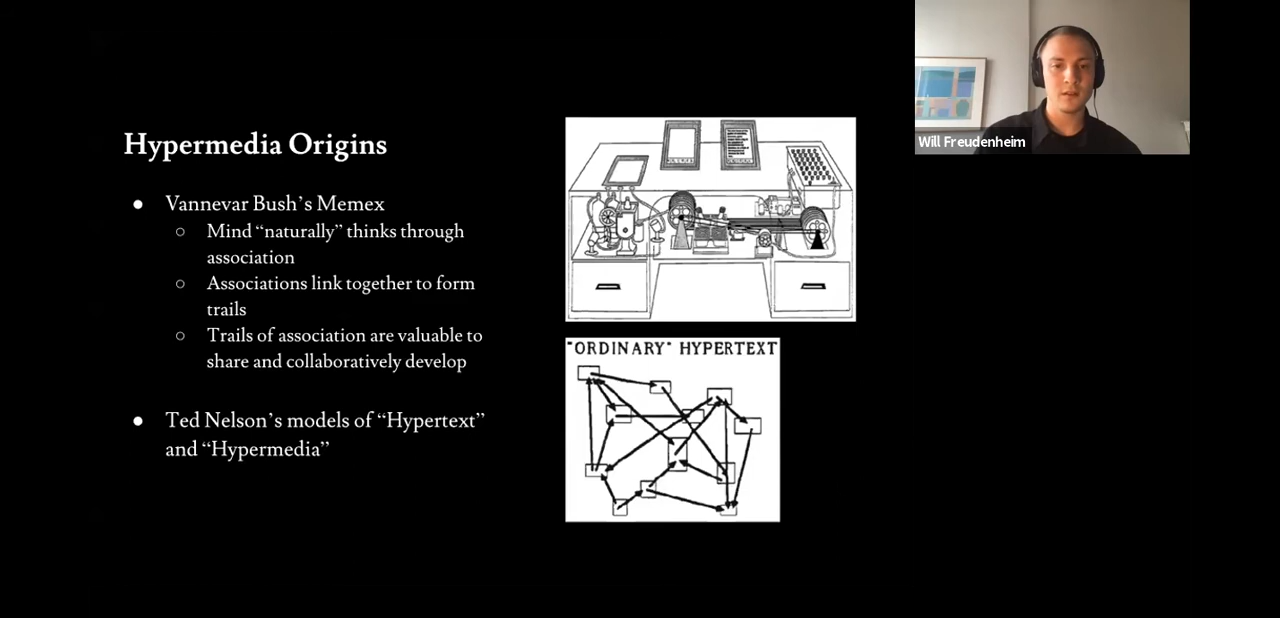 Hypermedia Origins
● Vannevar Bush’s Memex
○ Mind “naturally” thinks through
association
○ Associations link together to form
trails
○ Trails of association are valuable to
share and collaboratively develop
● Ted Nelson’s models of “Hypertext”
and “Hypermedia”
"ORDINARY" HYPERTEXT
Will Freudenheim